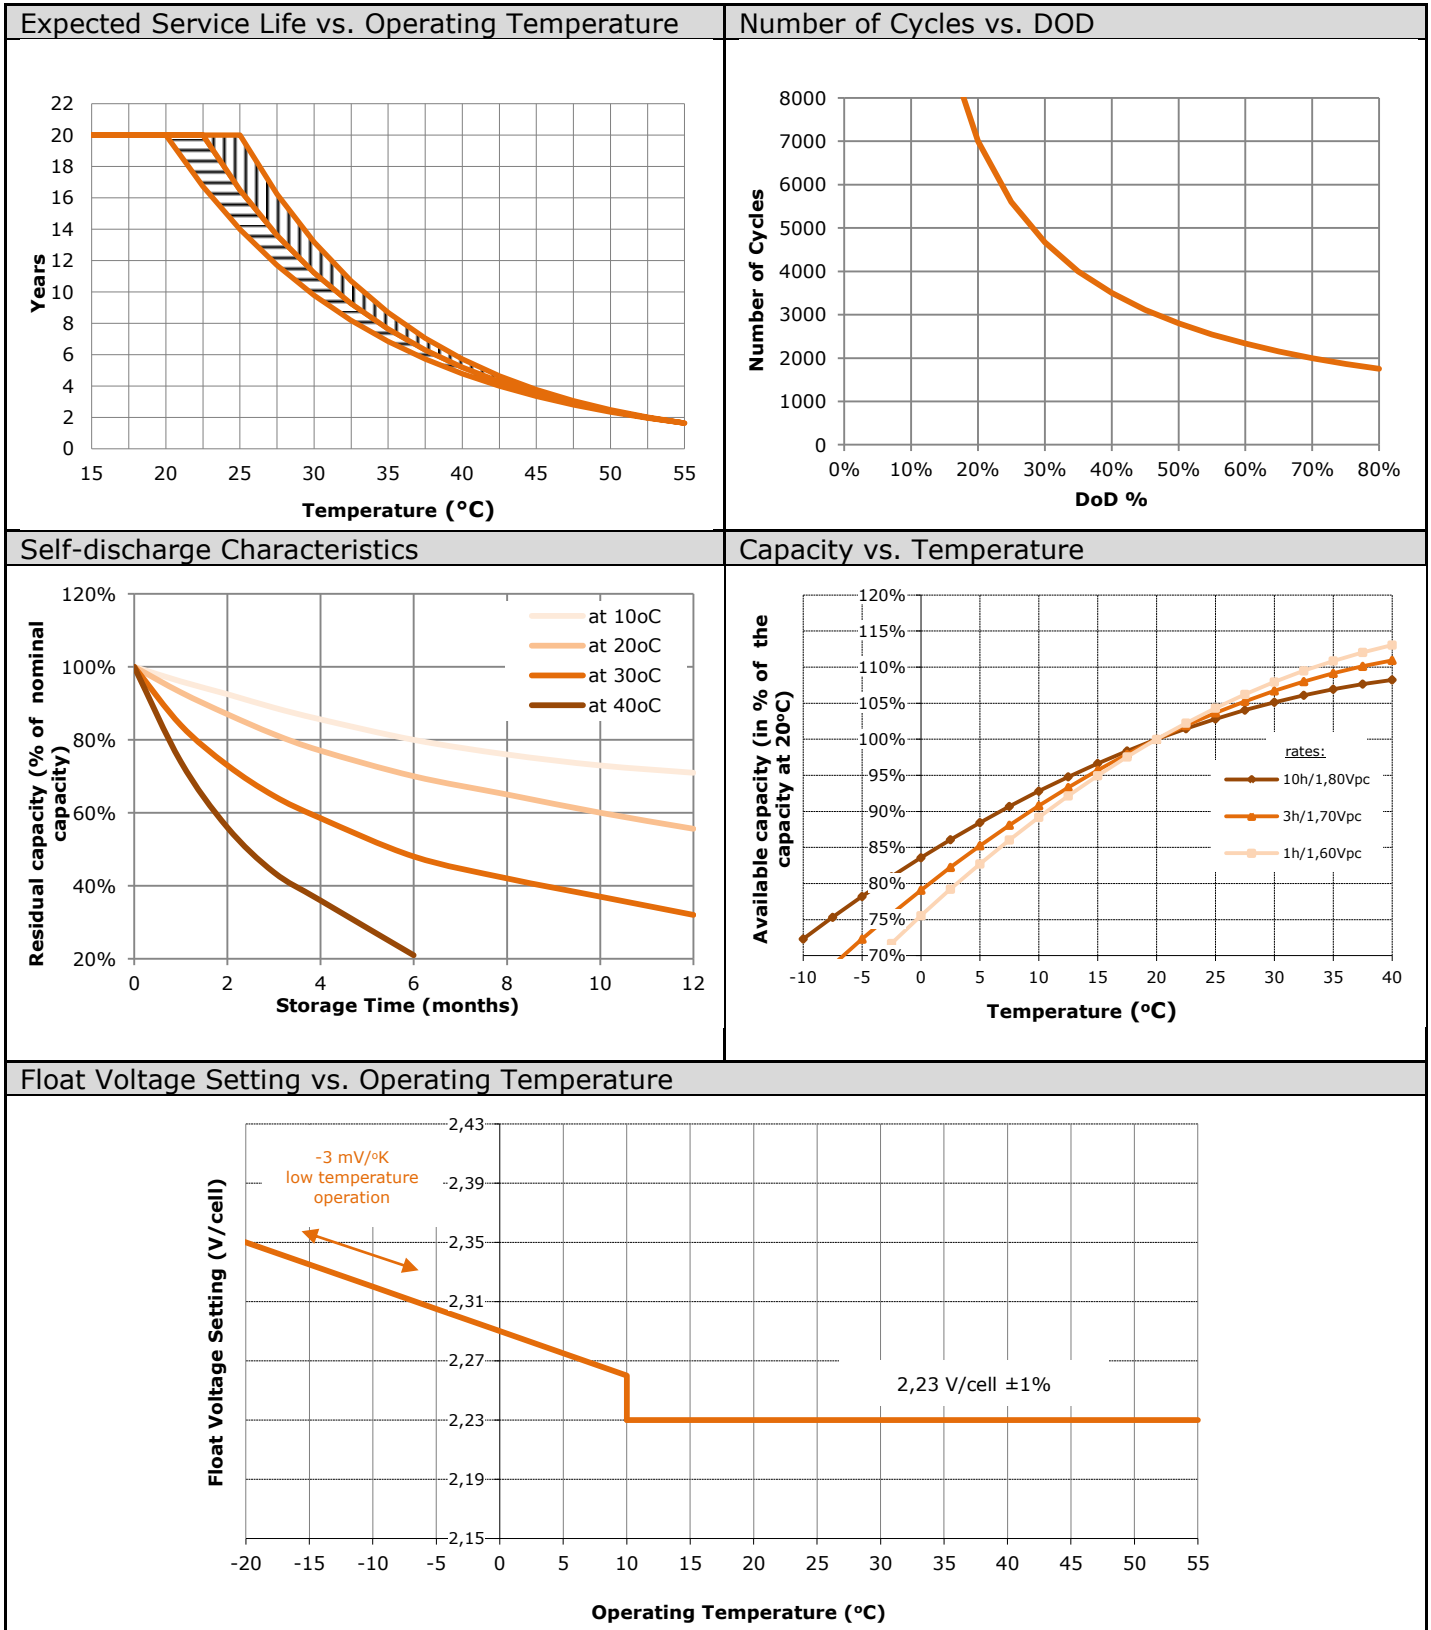 Expected Service Life vs. Operating Temperature
Number of Cycles vs. DOD
22
20
18
16
14
12
10
8
6
4
2
0
Years
15 20 25 30 35 40 45 50 55
Temperature (°C)
8000
7000
6000
5000
4000
3000
2000
1000
0
Number of Cycles
0% 10% 20% 30% 40% 50% 60% 70% 80%
DoD %
Self-discharge Characteristics
Capacity vs. Temperature
120%
100%
80%
60%
40%
20%
Residual capacity (% of nominal
capacity)
at 10oC
at 20oC
at 30oC
at 40oC
0 2 4 6 8 10 12
Storage Time (months)
120%
115%
110%
105%
100%
95%
90%
85%
80%
75%
70%
Available capacity (in % of the
capacity at 20ºC)
rates:
10h/1,80Vpc
3h/1,70Vpc
1h/1,60Vpc
-10 -5 0 5 10 15 20 25 30 35 40
Temperature (ºC)
Float Voltage Setting vs. Operating Temperature
2,43
2,39
2,35
2,31
2,27
2,23
2,19
2,15
Float Voltage Setting (V/cell)
-3 mV/ºK
low temperature
operation
2,23 V/cell ±1%
-20 -15 -10 -5 0 5 10 15 20 25 30 35 40 45 50 55
Operating Temperature (ºC)